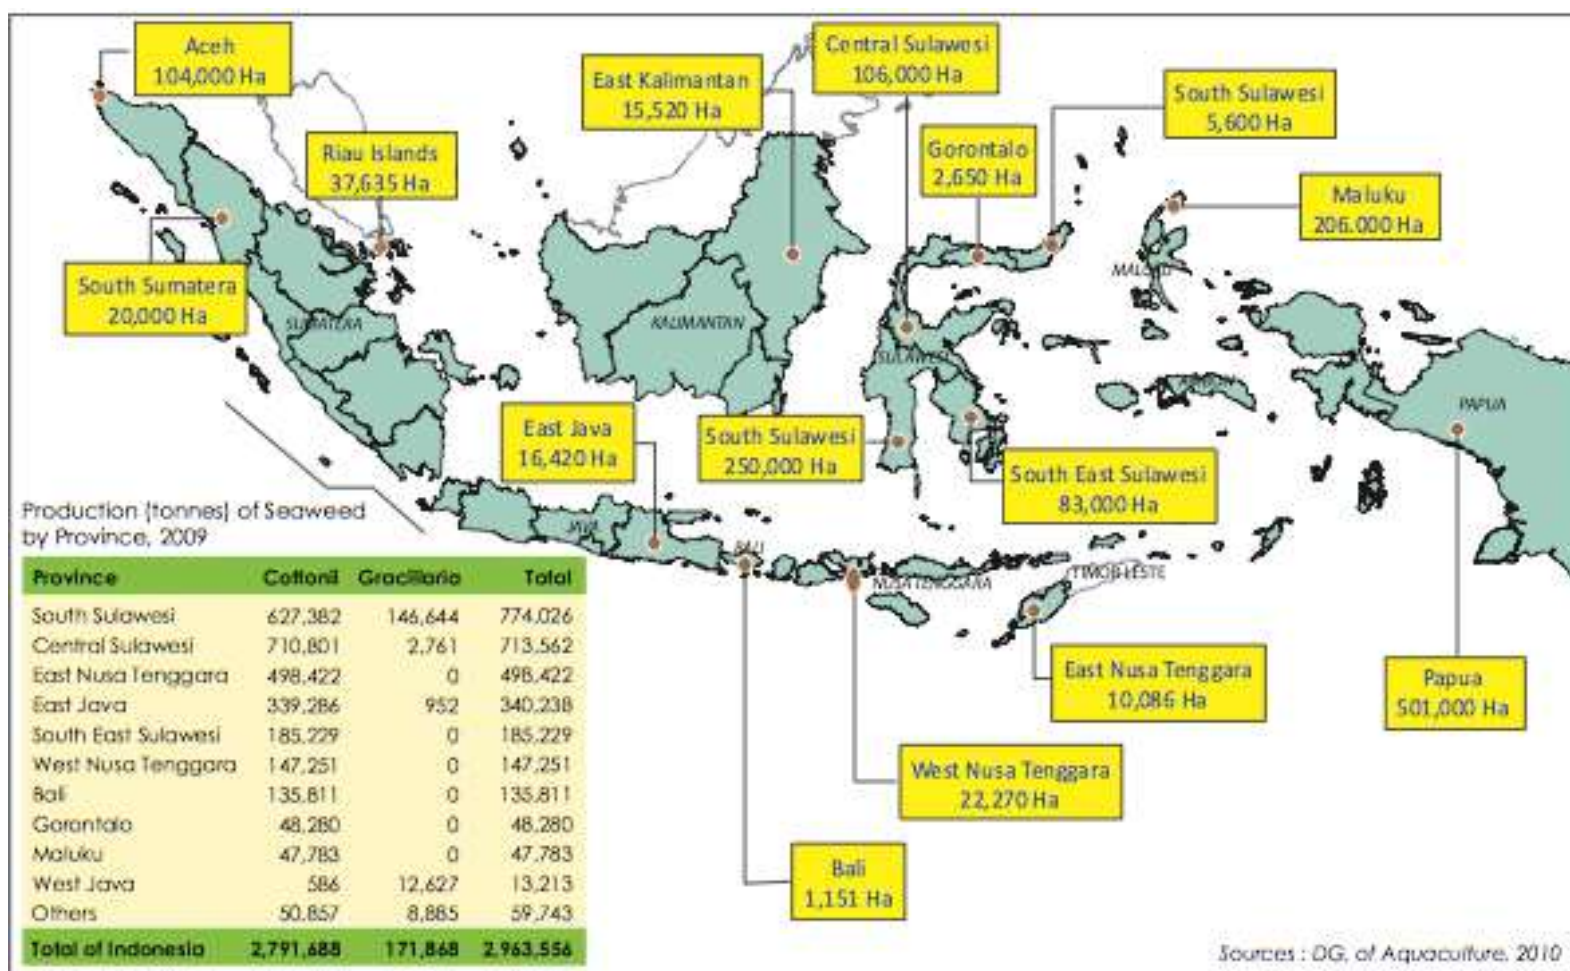 Aceh
104,000 Ha
Riau Islands
37,635 Ha
South Sumatera
20,000 Ha
East Kalimantan
15,520 Ha
Central Sulawesi
106,000 Ha
Gorontalo
2,650 Ha
South Sulawesi
5,600 Ha
Maluku
206.000 Ha
SUMATERA
KALIMANTAN
SULAWESI
MALUKU
PAPUA
East Java
16,420 Ha
South Sulawesi
250,000 Ha
South East Sulawesi
83,000 Ha
JAVA
BALI
NUSA TENGGARA
TIMOR-LESTE
East Nusa Tenggara
10,086 Ha
Papua
501,000 Ha
West Nusa Tenggara
22,270 Ha
Bali
1,151 Ha
Production (tonnes) of Seaweed
by Province, 2009
Province Cottonii Gracillaria Total
South Sulawesi 627,382 146,644 774,026
Central Sulawesi 710,801 2,761 713,562
East Nusa Tenggara 498,422 0 498,422
East Java 339,286 952 340,238
South East Sulawesi 185,229 0 185,229
West Nusa Tenggara 147,251 0 147,251
Bali 135,811 0 135,811
Gorontalo 48,280 0 48,280
Maluku 47,783 0 47,783
West Java 586 12,627 13,213
Others 50,857 8,885 59,743
Total of Indonesia 2,791,688 171,868 2,963,556
Sources : DG, of Aquaculture, 2010